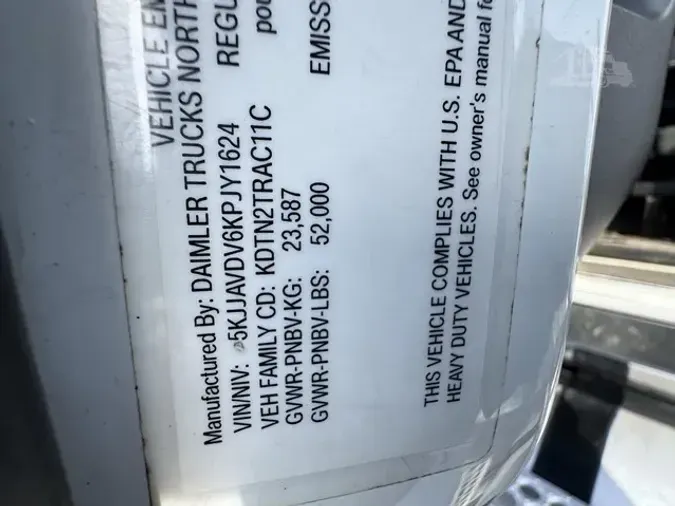 VEHICLE EM
Manufactured By: DAIMLER TRUCKS NORTH
VIN/NIV: 5KJJAVDV6KPJY1624 REGU
VEH FAMILY CD: KDTN2TRAC11C pou
GVWR-PNBV-KG: 23,587
GVWR-PNBV-LBS: 52,000 EMISS
THIS VEHICLE COMPLIES WITH U.S. EPA AND
HEAVY DUTY VEHICLES. See owner's manual fo